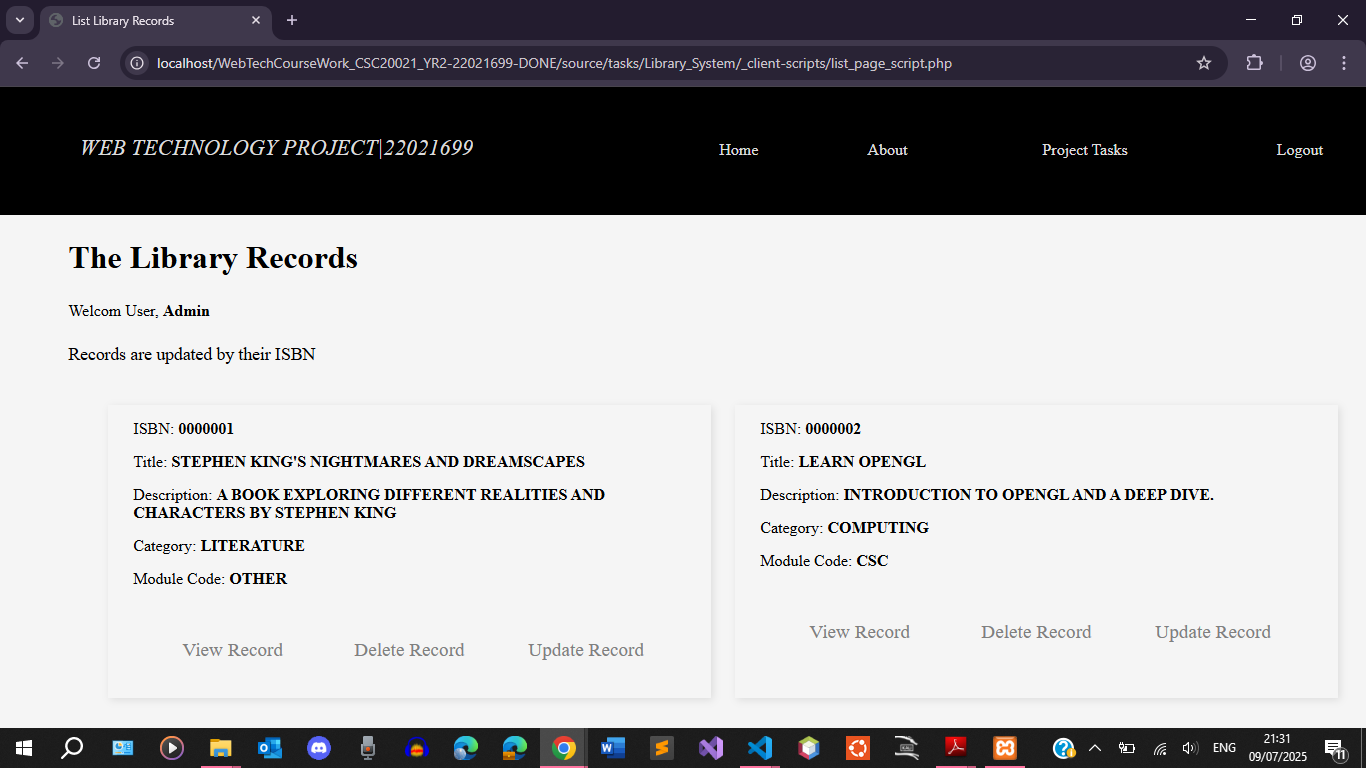 List Library Records
localhost/WebTechCourseWork_CSC20021_YR2-22021699-DONE/source/tasks/Library_System/_client-scripts/list_page_script.php
WEB TECHNOLOGY PROJECT|22021699
Home
About
Project Tasks
Logout
The Library Records
Welcom User, Admin
Records are updated by their ISBN
ISBN: 0000001
Title: STEPHEN KING'S NIGHTMARES AND DREAMSCAPES
Description: A BOOK EXPLORING DIFFERENT REALITIES AND
CHARACTERS BY STEPHEN KING
Category: LITERATURE
Module Code: OTHER
View Record
Delete Record
Update Record
ISBN: 0000002
Title: LEARN OPENGL
Description: INTRODUCTION TO OPENGL AND A DEEP DIVE.
Category: COMPUTING
Module Code: CSC
View Record
Delete Record
Update Record
ENG
21:31
09/07/2025
11